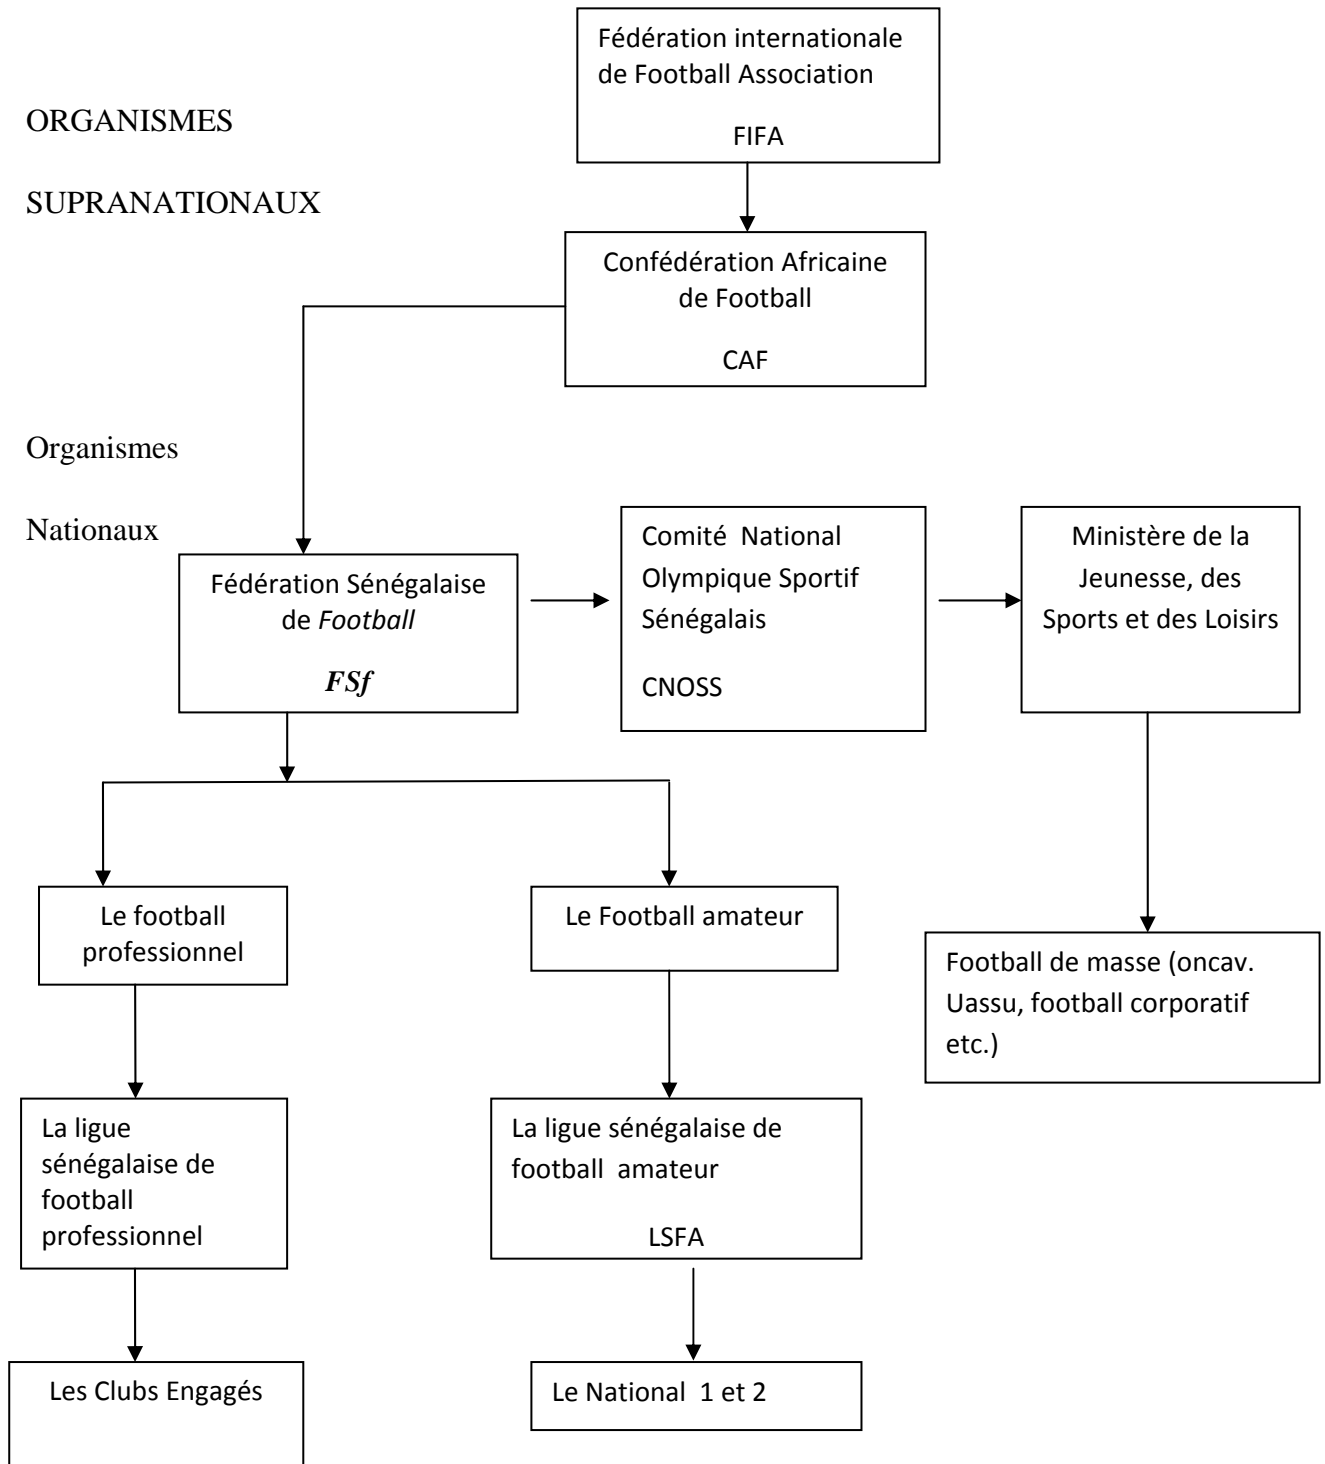 Fédération internationale
de Football Association
FIFA
ORGANISMES
SUPRANATIONAUX
Confédération Africaine
de Football
CAF
Organismes
Nationaux
Fédération Sénégalaise
de Football
FSf
Comité National
Olympique Sportif
Sénégalais
CNOSS
Ministère de la
Jeunesse, des
Sports et des Loisirs
Le football
professionnel
Le Football amateur
Football de masse (oncav.
Uassu, football corporatif
etc.)
La ligue
sénégalaise de
football
professionnel
La ligue sénégalaise de
football amateur
LSFA
Les Clubs Engagés
Le National 1 et 2